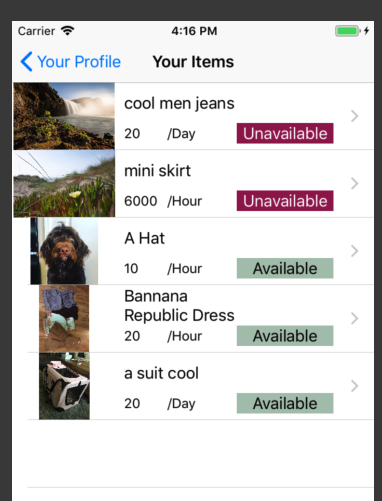 Carrier 4:16 PM
Your Profile Your Items
cool men jeans
20 /Day Unavailable
mini skirt
6000 /Hour Unavailable
A Hat
10 /Hour Available
Bannana
Republic Dress
20 /Hour Available
a suit cool
20 /Day Available